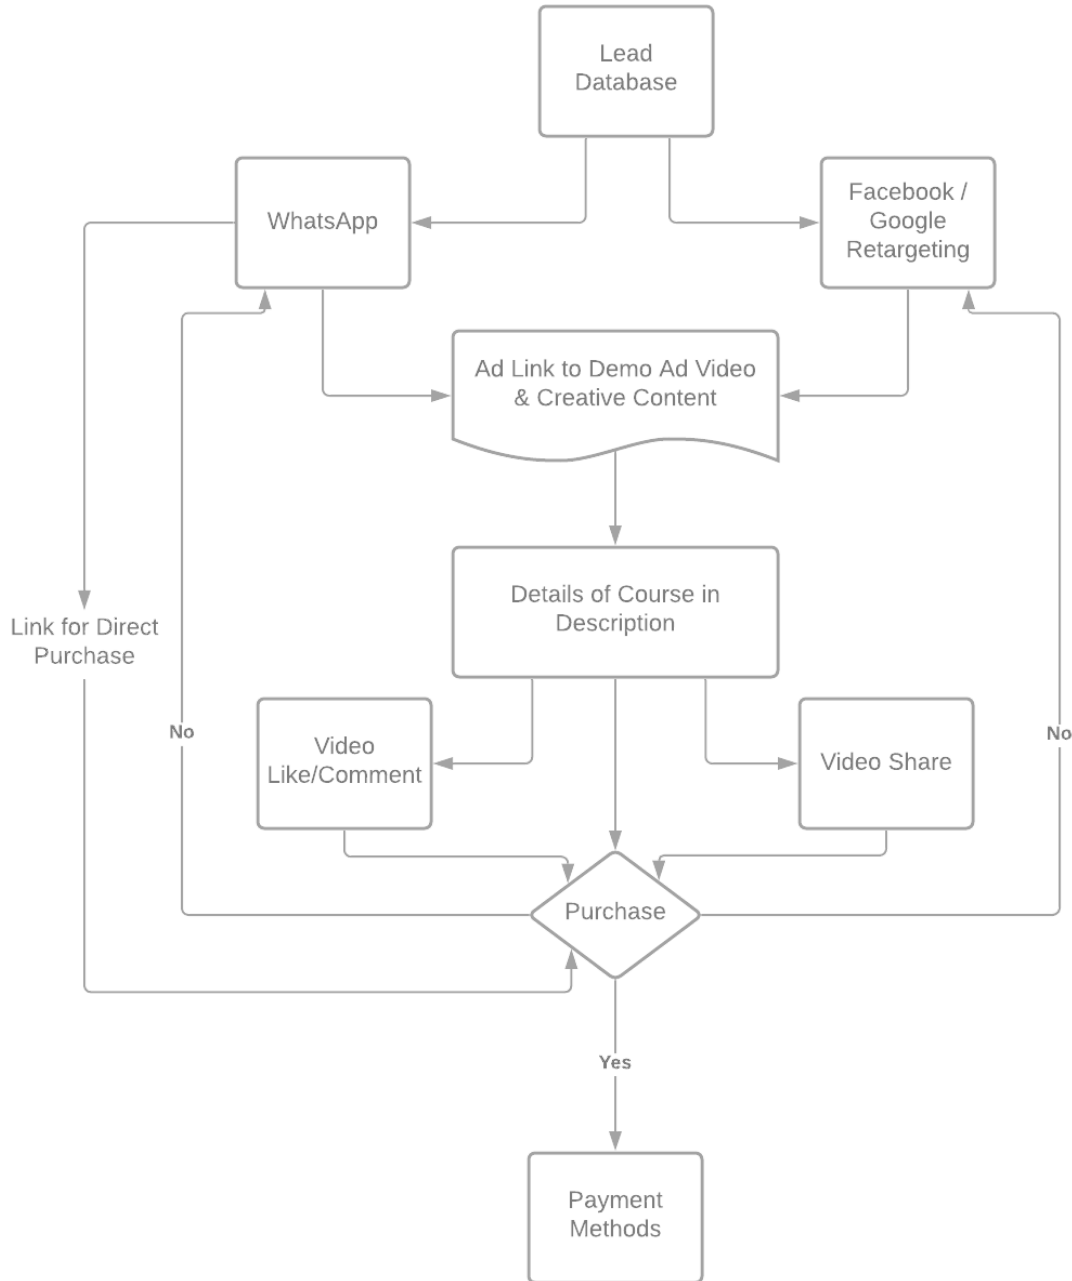 Lead
Database
WhatsApp
Facebook /
Google
Retargeting
Ad Link to Demo Ad Video
& Creative Content
Details of Course in
Description
Link for Direct
Purchase
No
Video
Like/Comment
Video Share
No
Purchase
Yes
Payment
Methods